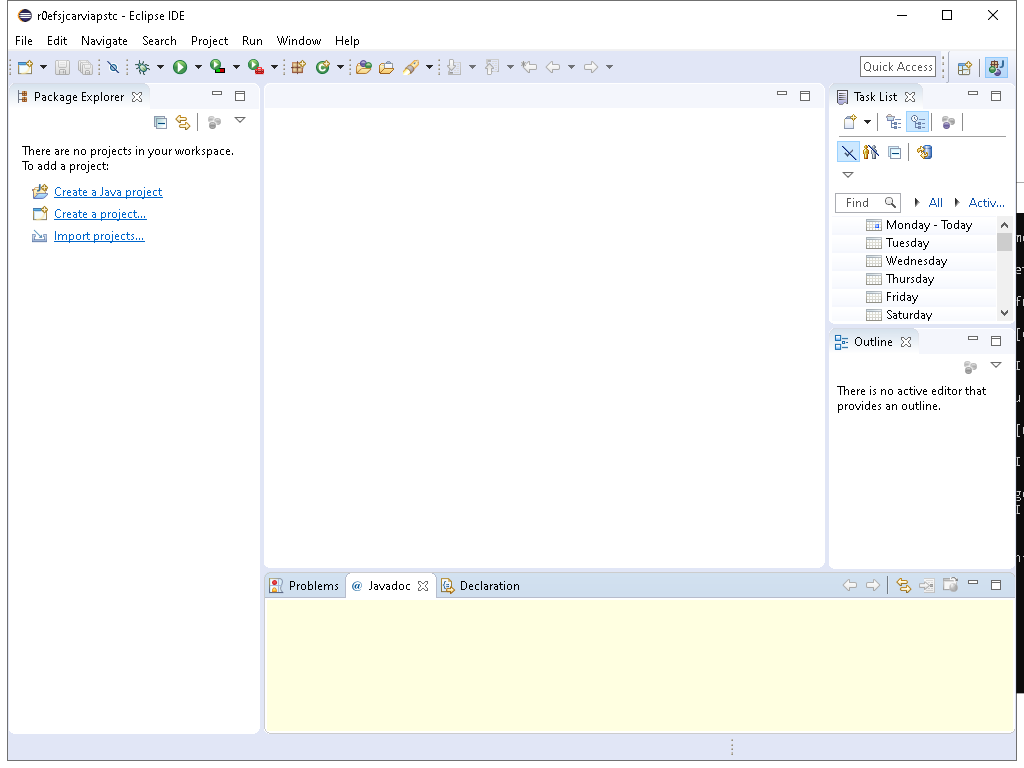 r0efsjcarviapstc - Eclipse IDE
File Edit Navigate Search Project Run Window Help
Quick Access
Package Explorer
There are no projects in your workspace.
To add a project:
Create a Java project
Create a project...
Import projects...
Task List
Find All Activ...
Monday - Today
Tuesday
Wednesday
Thursday
Friday
Saturday
Outline
There is no active editor that
provides an outline.
Problems @ Javadoc Declaration